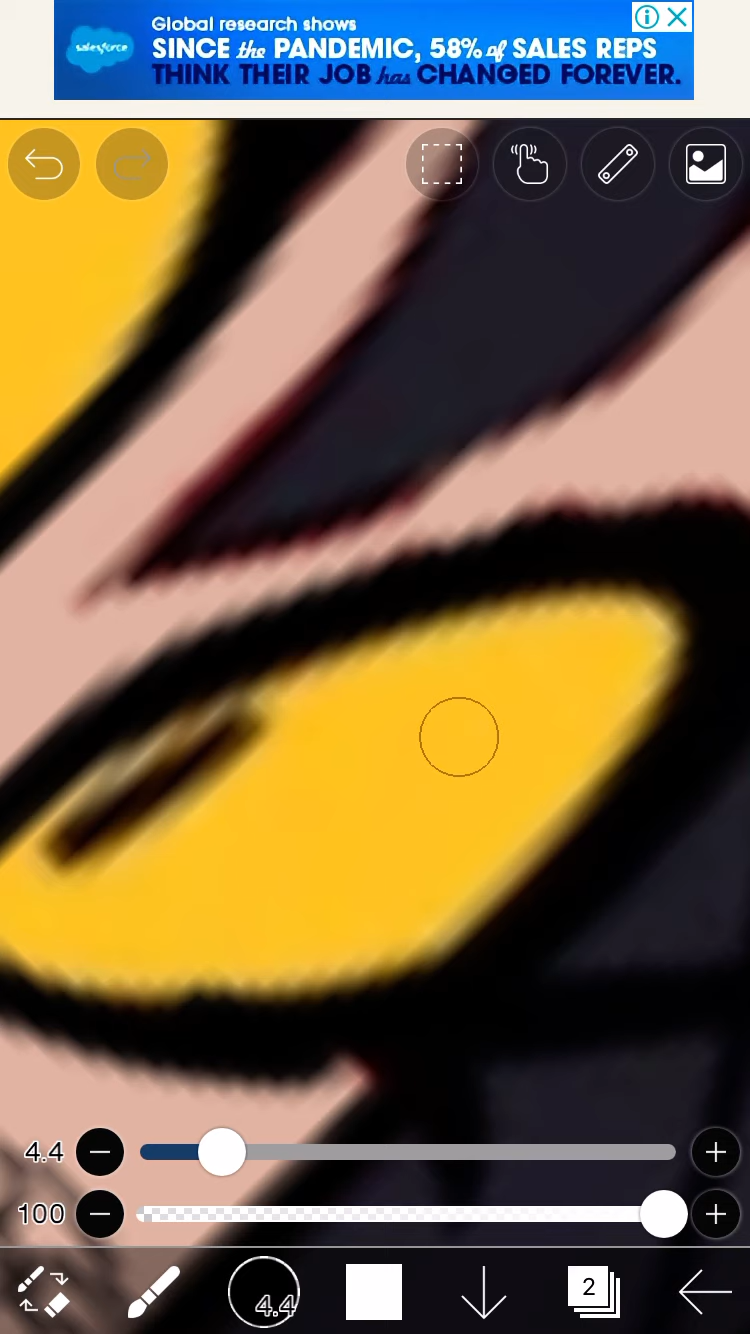 Global research shows
salesforce
SINCE the PANDEMIC, 58% of SALES REPS
THINK THEIR JOB has CHANGED FOREVER.
4.4
100
4.4
2